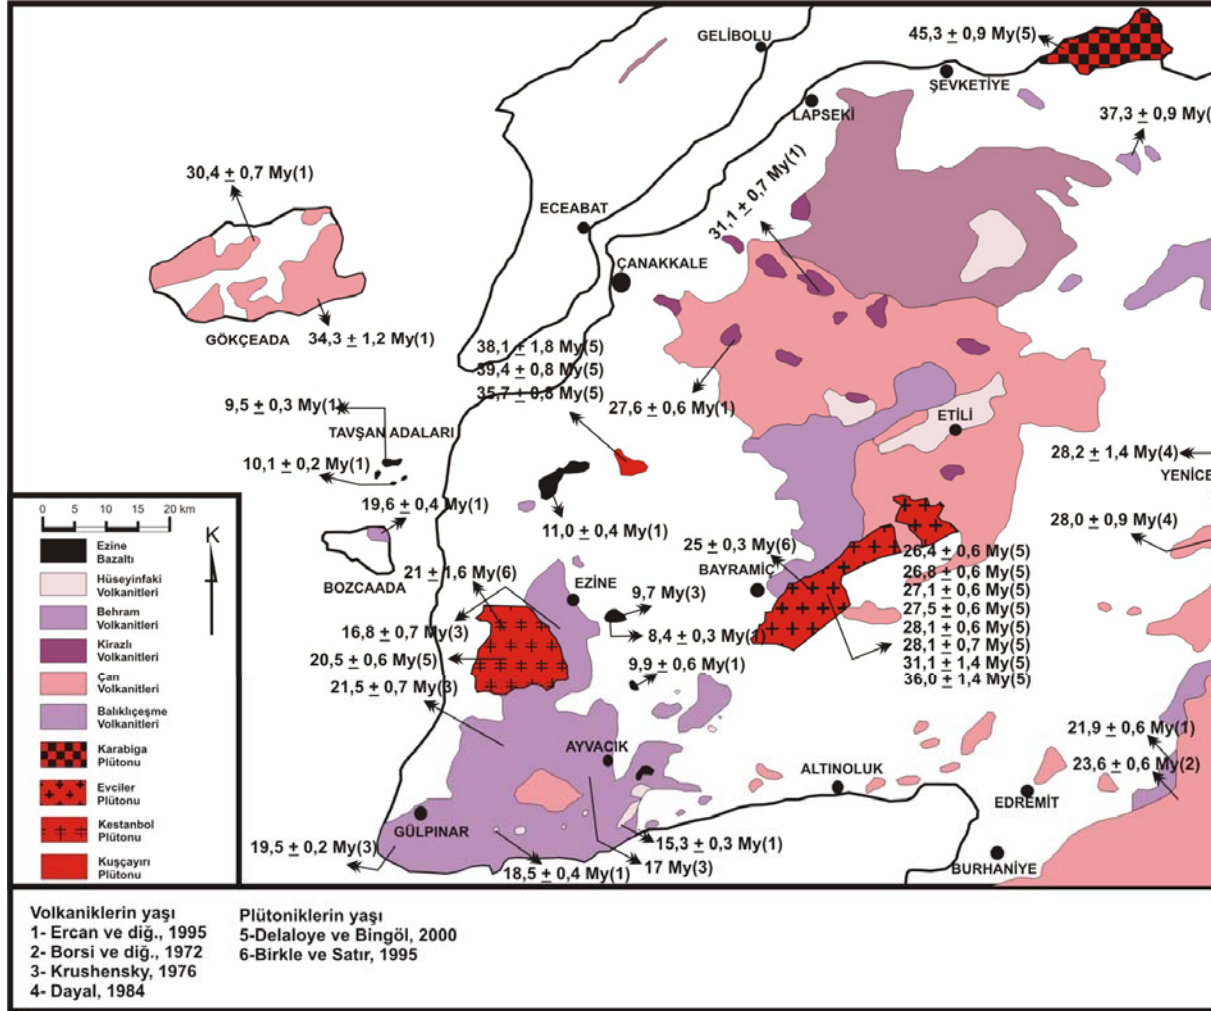 GELİBOLU
45,3 ± 0,9 My(5)
ŞEVKETİYE
LAPSEKİ
37,3 ± 0,9 My(
30,4 ± 0,7 My(1)
31,1 ± 0,7 My(1)
ECEABAT
ÇANAKKALE
GÖKÇEADA
34,3 ± 1,2 My(1)
38,1 ± 1,8 My(5)
39,4 ± 0,8 My(5)
35,7 ± 0,8 My(5)
27,6 ± 0,6 My(1)
9,5 ± 0,3 My(1)
TAVŞAN ADALARI
ETİLİ
10,1 ± 0,2 My(1)
28,2 ± 1,4 My(4)
YENİCE
19,6 ± 0,4 My(1)
11,0 ± 0,4 My(1)
28,0 ± 0,9 My(4)
BOZCAADA
21 ± 1,6 My(6)
EZİNE
25 ± 0,3 My(6)
BAYRAMİÇ
26,4 ± 0,6 My(5)
26,8 ± 0,6 My(5)
27,1 ± 0,6 My(5)
27,5 ± 0,6 My(5)
28,1 ± 0,6 My(5)
28,1 ± 0,7 My(5)
31,1 ± 1,4 My(5)
36,0 ± 1,4 My(5)
9,7 My(3)
16,8 ± 0,7 My(3)
8,4 ± 0,3 My(1)
20,5 ± 0,6 My(5)
9,9 ± 0,6 My(1)
21,5 ± 0,7 My(3)
AYVACIK
ALTINOLUK
21,9 ± 0,6 My(1)
23,6 ± 0,6 My(2)
EDREMİT
GÜLPINAR
19,5 ± 0,2 My(3)
15,3 ± 0,3 My(1)
18,5 ± 0,4 My(1)
17 My(3)
BURHANİYE
0 5 10 15 20 km
K
Ezine
Bazaltı
Hüseyinfakı
Volkanitleri
Behram
Volkanitleri
Kirazlı
Volkanitleri
Çan
Volkanitleri
Balıklıçeşme
Volkanitleri
Karabiga
Plütonu
Evciler
Plütonu
Kestanbol
Plütonu
Kuşçayırı
Plütonu
Volkaniklerin yaşı
1- Ercan ve diğ., 1995
2- Borsi ve diğ., 1972
3- Krushensky, 1976
4- Dayal, 1984
Plütoniklerin yaşı
5-Delaloye ve Bingöl, 2000
6-Birkle ve Satır, 1995